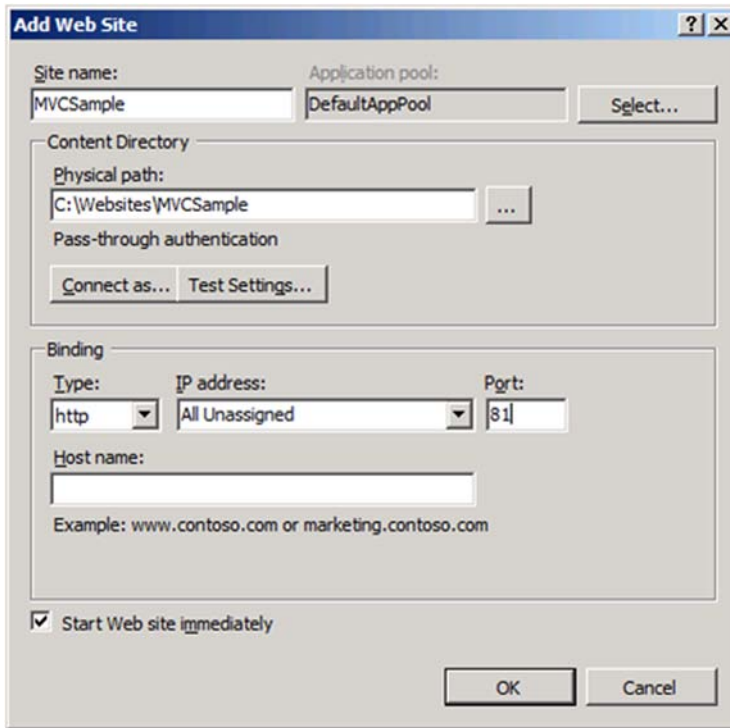 Add Web Site
Site name: Application pool:
MVCSample DefaultAppPool Select...
Content Directory
Physical path:
C:\Websites\MVCSample ...
Pass-through authentication
Connect as... Test Settings...
Binding
Type: IP address: Port:
http All Unassigned 81
Host name:
Example: www.contoso.com or marketing.contoso.com
Start Web site immediately
OK Cancel